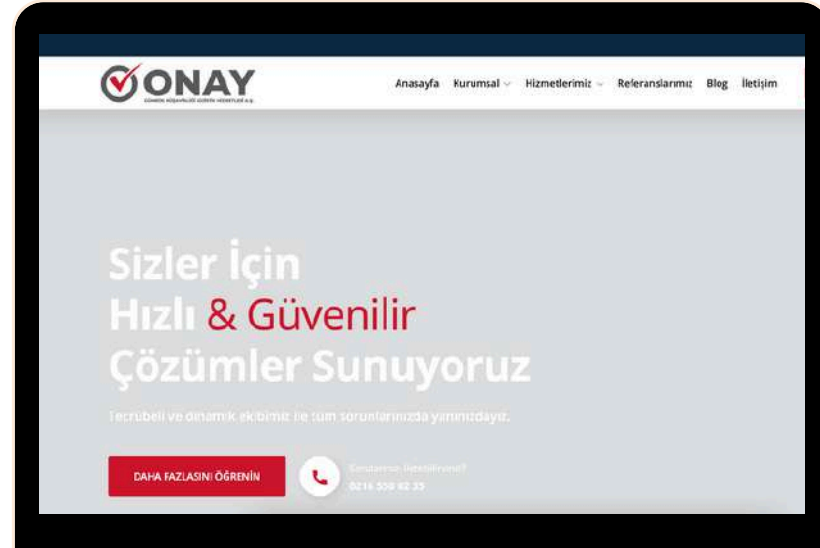 ONAY
Anasayfa Kurumsal Hizmetlerimiz Referanslarımız Blog İletişim
Sizler İçin
Hızlı & Güvenilir
Çözümler Sunuyoruz
Tecrübeli ve dinamik ekibimiz ile tüm sorunlarınızda yanınızdayız.
DAHA FAZLASINI ÖĞRENİN